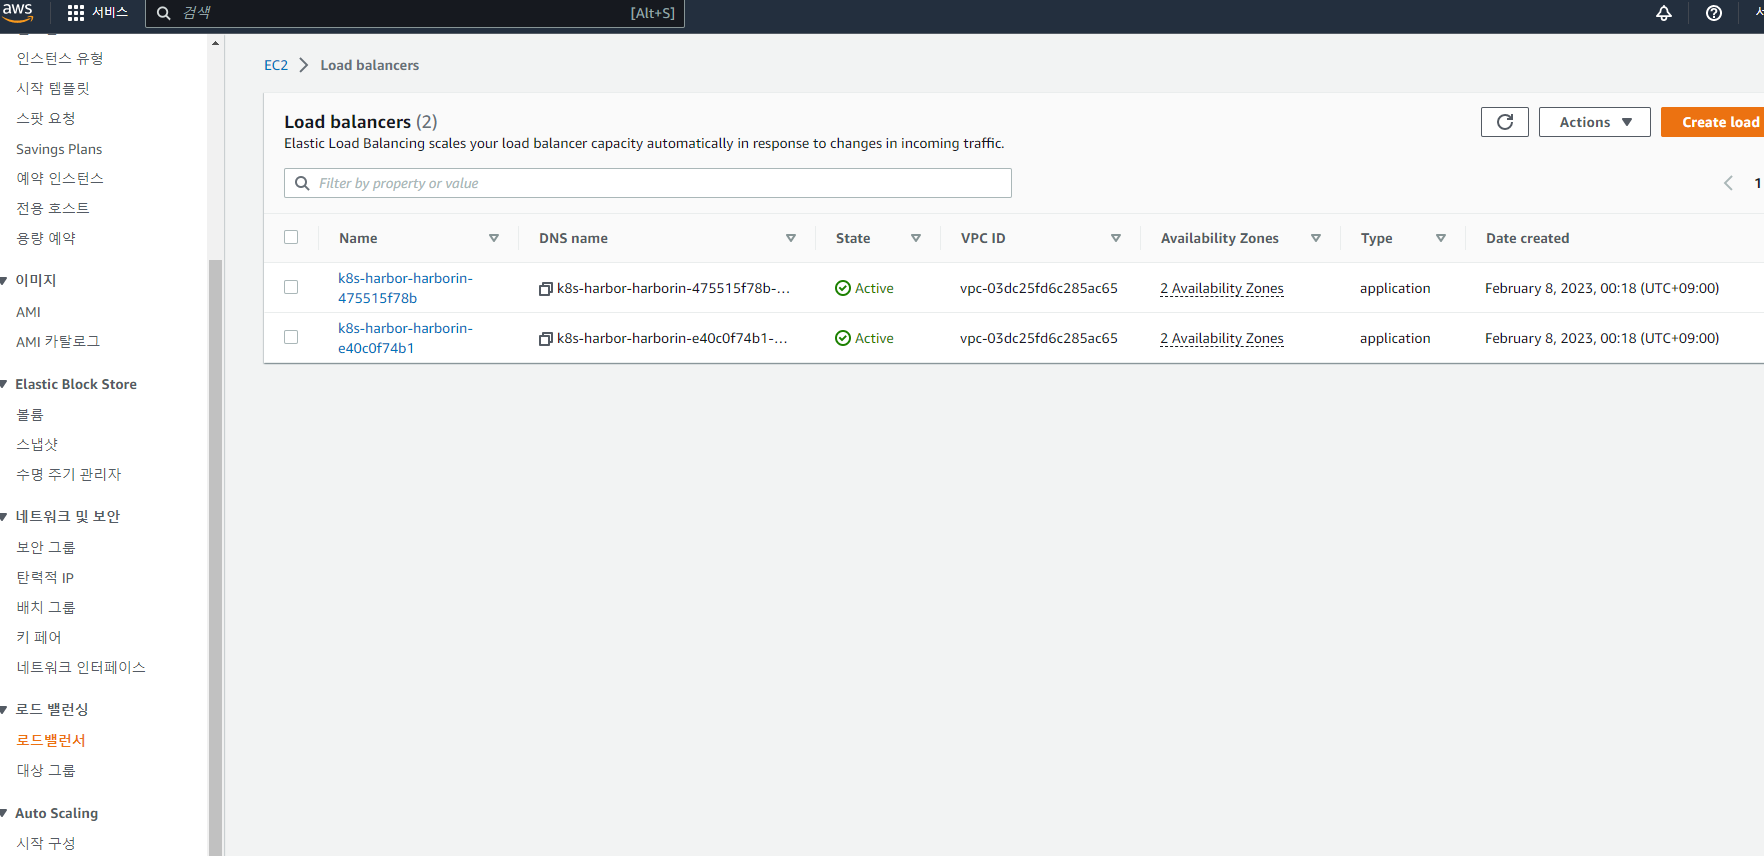 aws
서비스
검색
[Alt+S]
인스턴스 유형
시작 템플릿
스팟 요청
Savings Plans
예약 인스턴스
전용 호스트
용량 예약
이미지
AMI
AMI 카탈로그
Elastic Block Store
볼륨
스냅샷
수명 주기 관리자
네트워크 및 보안
보안 그룹
탄력적 IP
배치 그룹
키 페어
네트워크 인터페이스
로드 밸런싱
로드밸런서
대상 그룹
Auto Scaling
시작 구성
EC2 > Load balancers
Load balancers (2)
Elastic Load Balancing scales your load balancer capacity automatically in response to changes in incoming traffic.
Actions
Create load
Filter by property or value
1
Name DNS name State VPC ID Availability Zones Type Date created
k8s-harbor-harborin-
475515f78b
k8s-harbor-harborin-475515f78b-... Active vpc-03dc25fd6c285ac65 2 Availability Zones application February 8, 2023, 00:18 (UTC+09:00)
k8s-harbor-harborin-
e40c0f74b1
k8s-harbor-harborin-e40c0f74b1-... Active vpc-03dc25fd6c285ac65 2 Availability Zones application February 8, 2023, 00:18 (UTC+09:00)